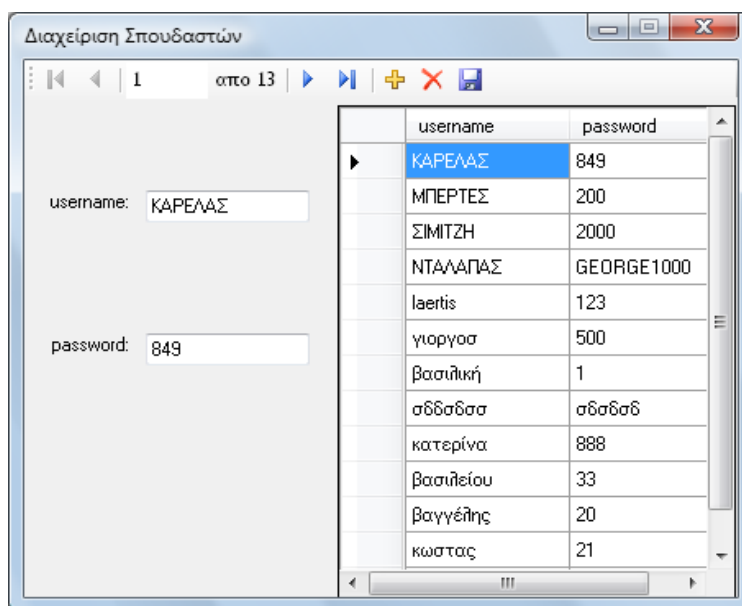 Διαχείριση Σπουδαστών
1 απο 13
username password
ΚΑΡΕΛΑΣ 849
ΜΠΕΡΤΕΣ 200
ΣΙΜΙΤΖΗ 2000
ΝΤΑΛΑΠΑΣ GEORGE1000
laertis 123
γιοργοσ 500
βασιλική 1
σδδσδσσ σδσδσδ
κατερίνα 888
βασιλείου 33
βαγγέλης 20
κωστας 21
username: ΚΑΡΕΛΑΣ
password: 849